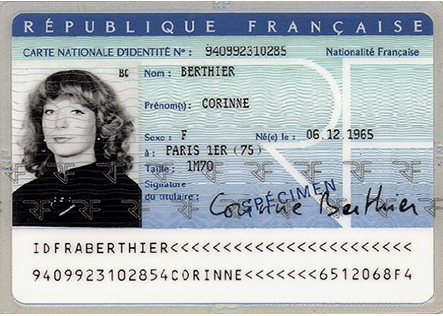 RÉPUBLIQUE FRANÇAISE
CARTE NATIONALE D'IDENTITÉ Nº : 940992310285 Nationalité Française
BC Nom : BERTHIER
Prénom(s): CORINNE
Sexe : F Né(e) le : 06.12.1965
à : PARIS 1ER (75)
Taille : 1M70
Signature
du titulaire : Corinne Berthier
SPÉCIMEN
IDFRABERTHIER<<<<<<<<<<<<<<<<<<<<<<<
9409923102854CORINNE<<<<<<<6512068F4